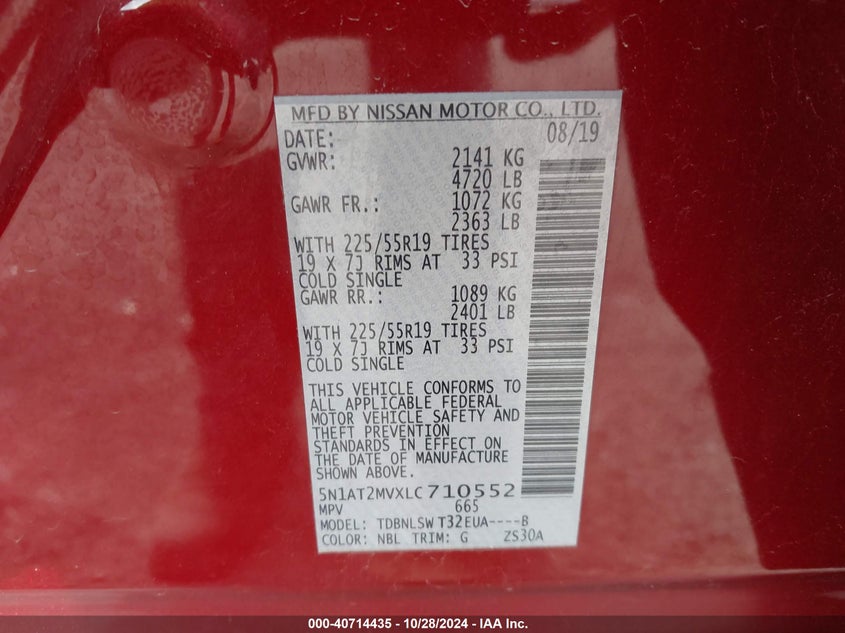 MFD BY NISSAN MOTOR CO., LTD.
DATE: 08/19
GVWR: 2141 KG
4720 LB
GAWR FR.: 1072 KG
2363 LB
WITH 225/55R19 TIRES
19 X 7J RIMS AT 33 PSI
COLD SINGLE
GAWR RR.: 1089 KG
2401 LB
WITH 225/55R19 TIRES
19 X 7J RIMS AT 33 PSI
COLD SINGLE
THIS VEHICLE CONFORMS TO
ALL APPLICABLE FEDERAL
MOTOR VEHICLE SAFETY AND
THEFT PREVENTION
STANDARDS IN EFFECT ON
THE DATE OF MANUFACTURE
SHOWN ABOVE.
5N1AT2MVXLC710552
MPV 665
MODEL: TDBNLSW T32EUA----B
COLOR: NBL TRIM: G ZS30A
000-40714435 - 10/28/2024 - IAA Inc.